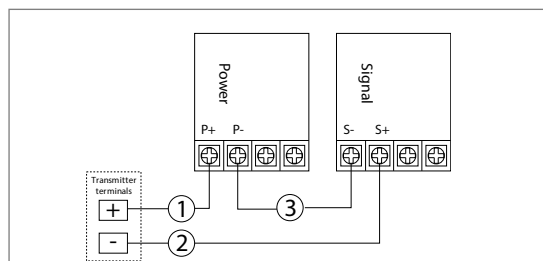 Power
Signal
P+ P-
S- S+
Transmitter
terminals
+
1
3
-
2